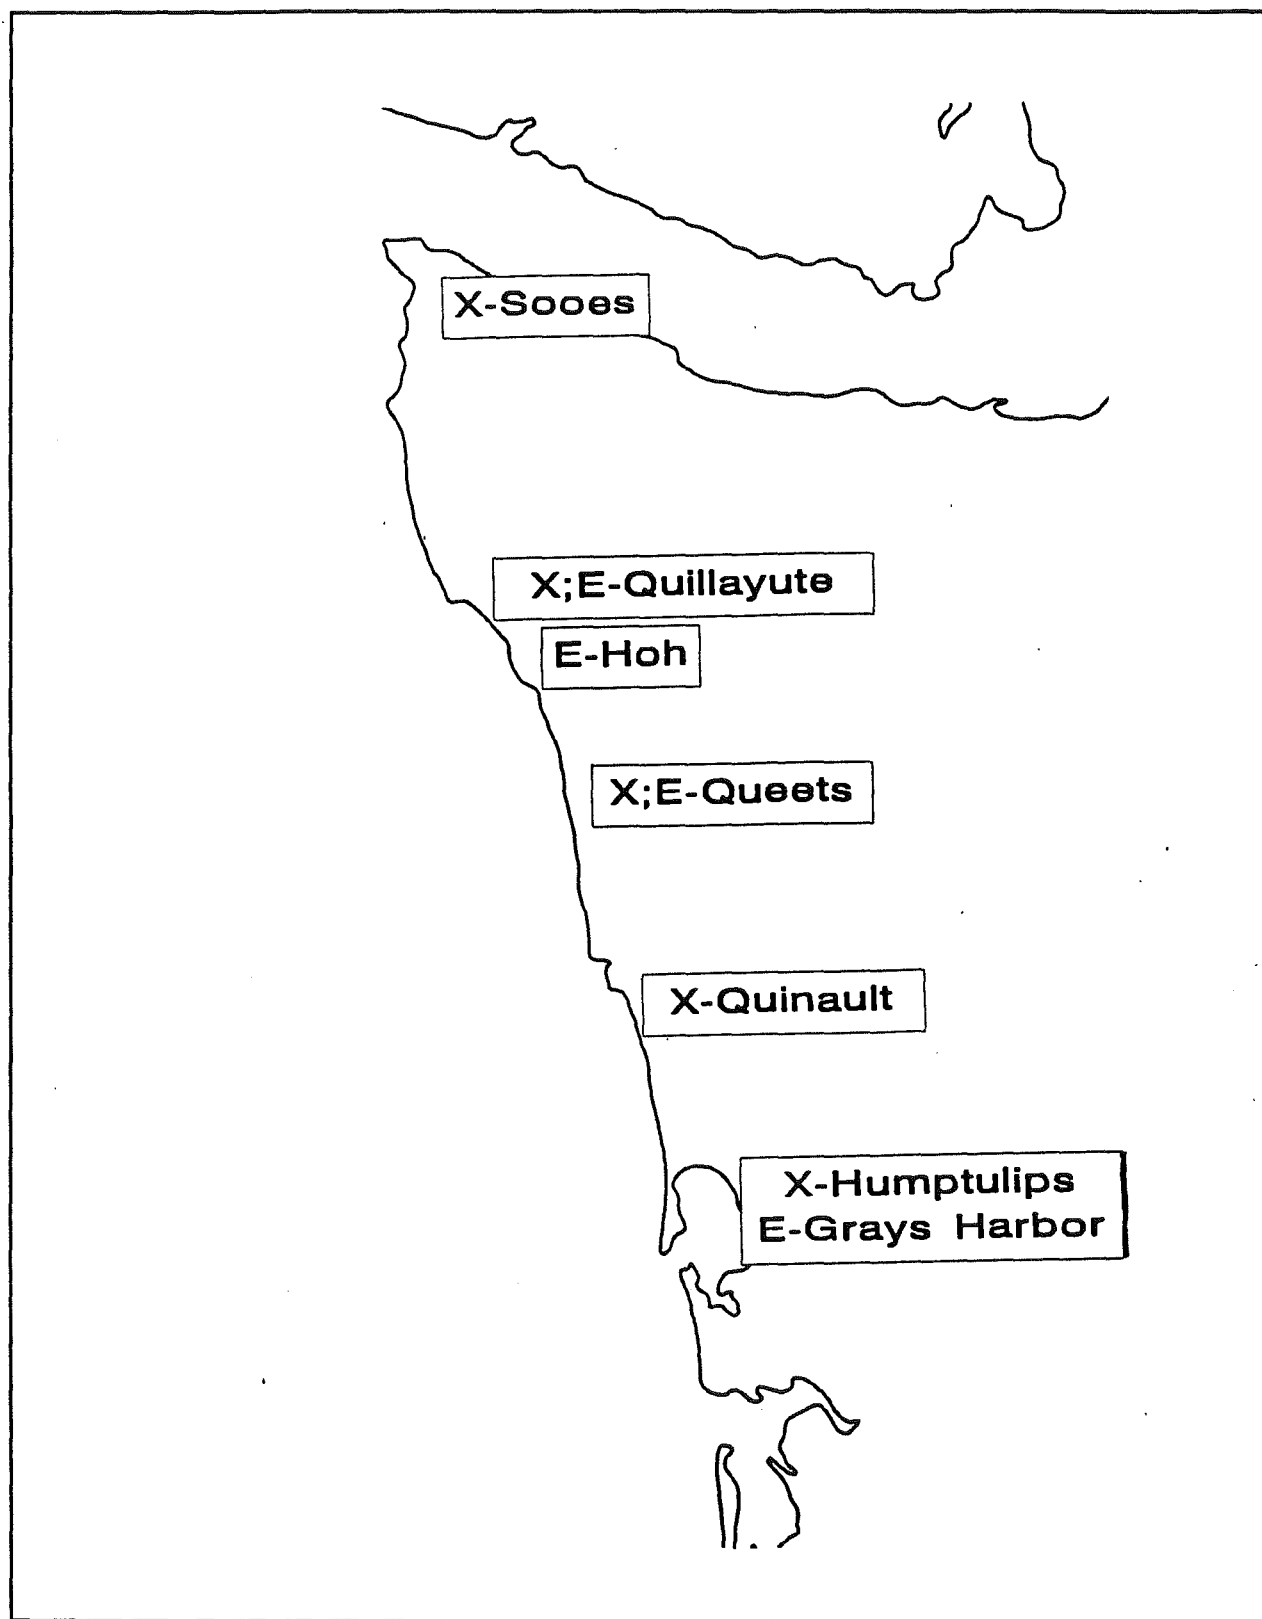 X-Sooes
X;E-Quillayute
E-Hoh
X;E-Queets
X-Quinault
X-Humptulips
E-Grays Harbor